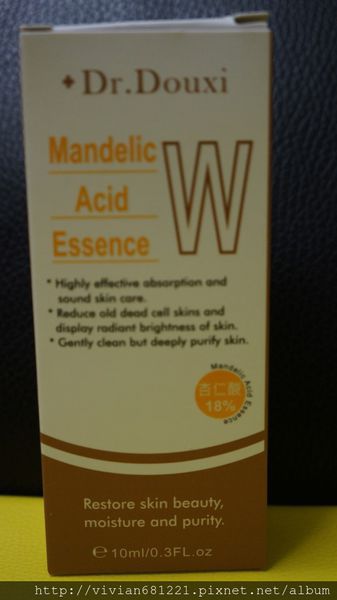 +Dr.Douxi
Mandelic
Acid
Essence
W
• Highly effective absorption and
sound skin care.
• Reduce old dead cell skins and
display radiant brightness of skin.
• Gently clean but deeply purify skin.
Mandelic Acid Essence
杏仁酸
18%
Restore skin beauty,
moisture and purity.
℮10ml/0.3FL.oz
http://vivian681221.pixnet.net/album